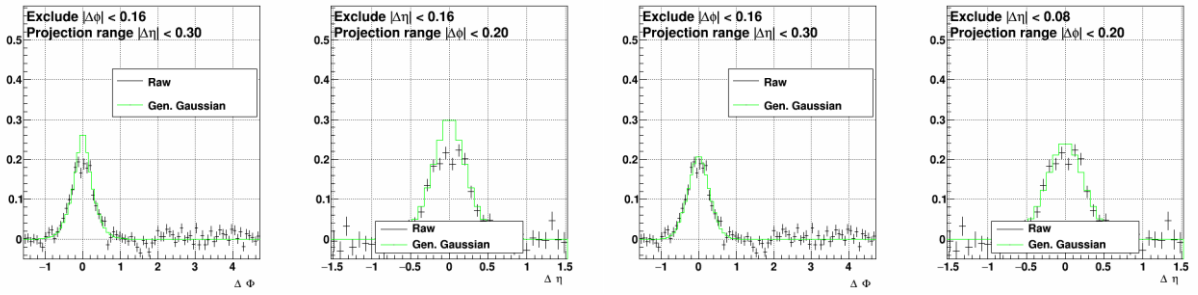 Exclude |Δφ| < 0.16
Projection range |Δη| < 0.30
0.5
0.4
0.3
0.2
0.1
0
Raw
Gen. Gaussian
−1 0 1 2 3 4
Δ Φ
Exclude |Δη| < 0.16
Projection range |Δφ| < 0.20
0.5
0.4
0.3
0.2
0.1
0
Raw
Gen. Gaussian
−1.5 −1 −0.5 0 0.5 1 1.5
Δ η
Exclude |Δφ| < 0.16
Projection range |Δη| < 0.30
0.5
0.4
0.3
0.2
0.1
0
Raw
Gen. Gaussian
−1 0 1 2 3 4
Δ Φ
Exclude |Δη| < 0.08
Projection range |Δφ| < 0.20
0.5
0.4
0.3
0.2
0.1
0
Raw
Gen. Gaussian
−1.5 −1 −0.5 0 0.5 1 1.5
Δ η